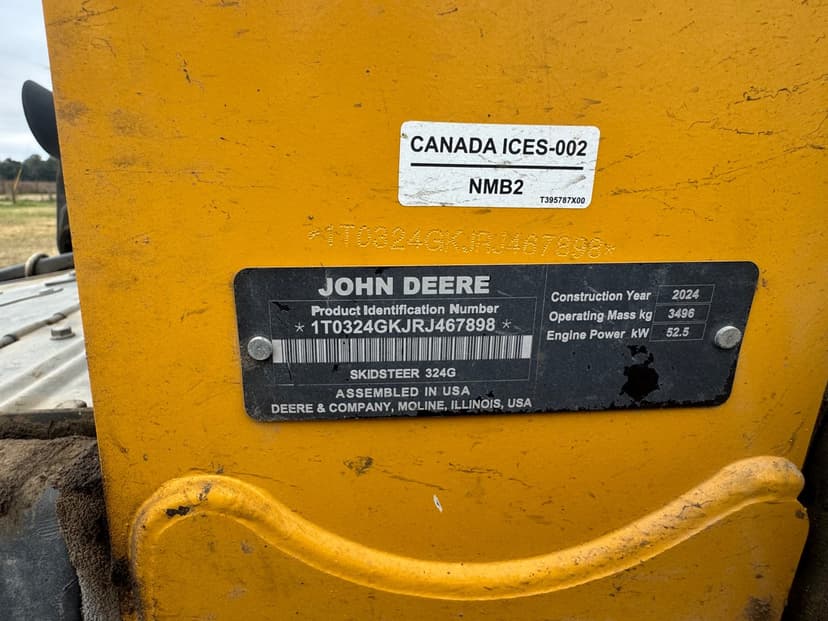 CANADA ICES-002
NMB2
T395787X00
*1T0324GKJRJ467898*
JOHN DEERE
Product Identification Number
* 1T0324GKJRJ467898 *
SKIDSTEER 324G
ASSEMBLED IN USA
DEERE & COMPANY, MOLINE, ILLINOIS, USA
Construction Year 2024
Operating Mass kg 3496
Engine Power kW 52.5